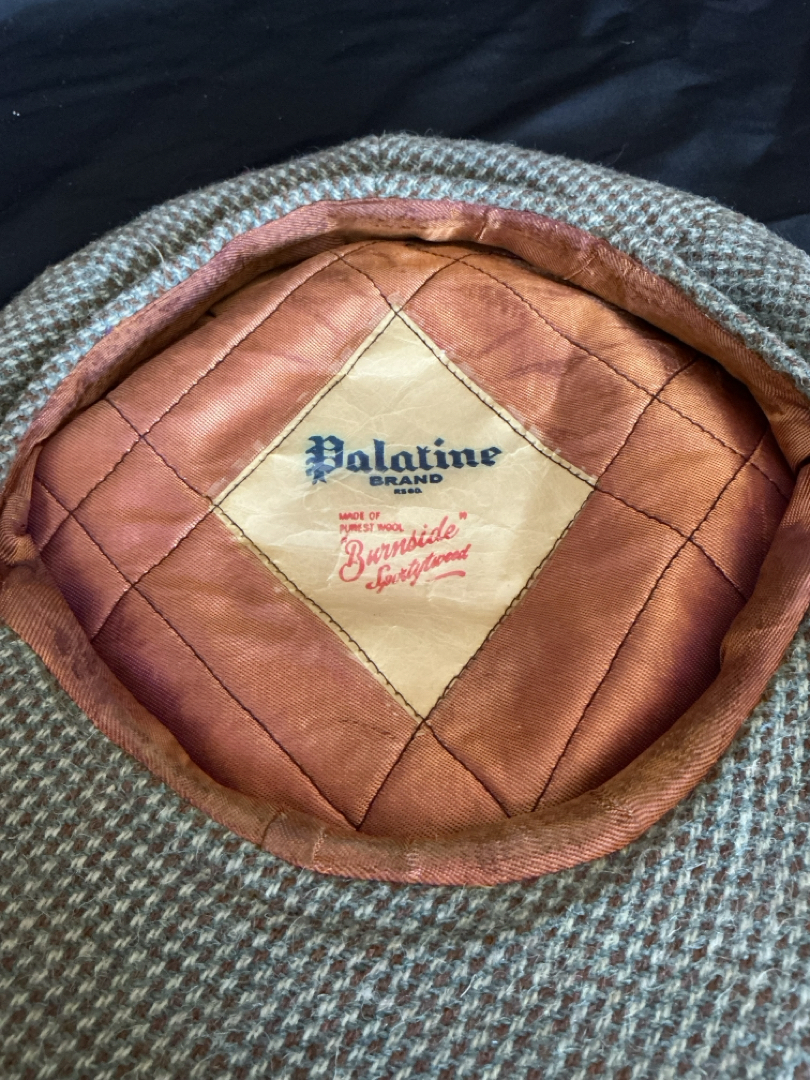 Palatine
BRAND
REGD.
MADE OF
PUREST WOOL
"Burnside"
Sportytweed